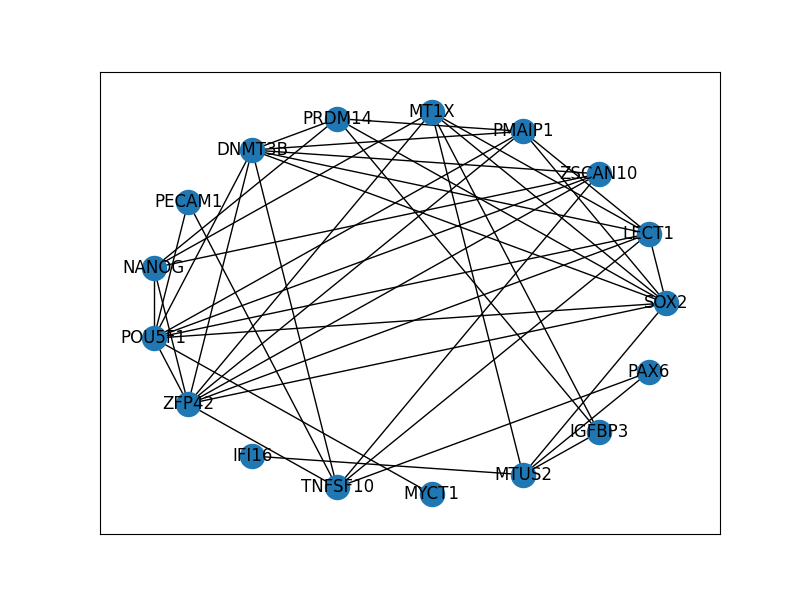 MT1X
PRDM14
PMAIP1
DNMT3B
ZSCAN10
PECAM1
LECT1
NANOG
SOX2
POU5F1
PAX6
ZFP42
IGFBP3
IFI16
MTUS2
TNFSF10
MYCT1